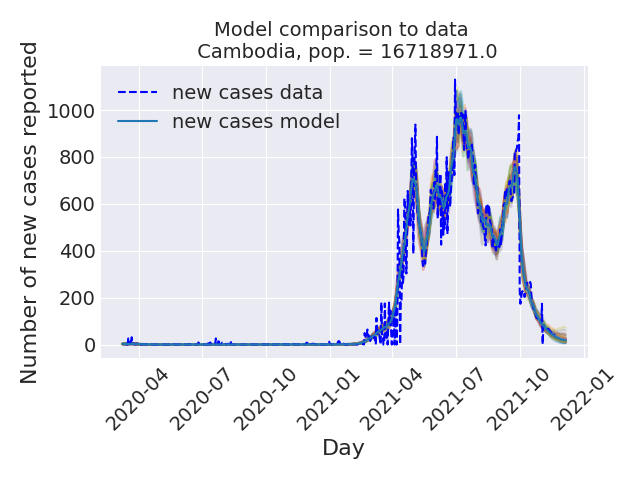 Model comparison to data
Cambodia, pop. = 16718971.0
new cases data
new cases model
Number of new cases reported
1000
800
600
400
200
0
2020-04
2020-07
2020-10
2021-01
2021-04
2021-07
2021-10
2022-01
Day